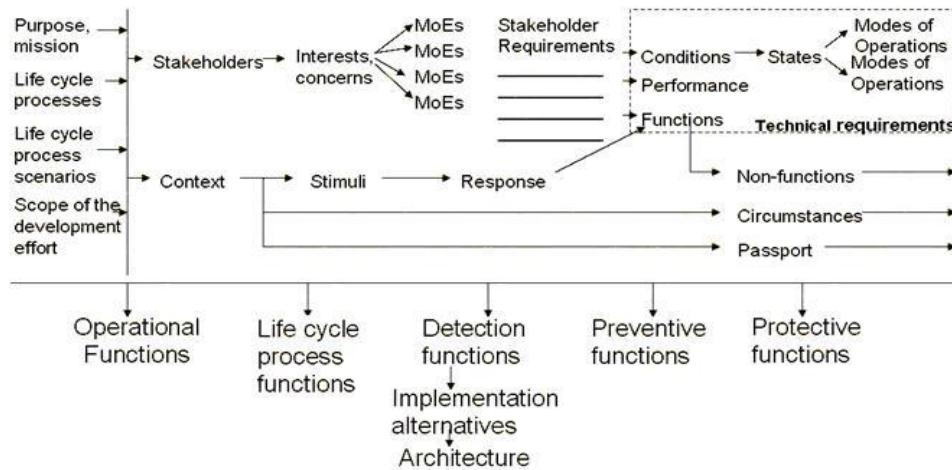 Purpose,
mission
Life cycle
processes
Life cycle
process
scenarios
Scope of the
development
effort
Stakeholders
Interests,
concerns
MoEs
MoEs
MoEs
MoEs
Stakeholder
Requirements
Conditions
Performance
Functions
States
Modes of
Operations
Modes of
Operations
Technical requirements
Context
Stimuli
Response
Non-functions
Circumstances
Passport
Operational
Functions
Life cycle
process
functions
Detection
functions
Preventive
functions
Protective
functions
Implementation
alternatives
Architecture